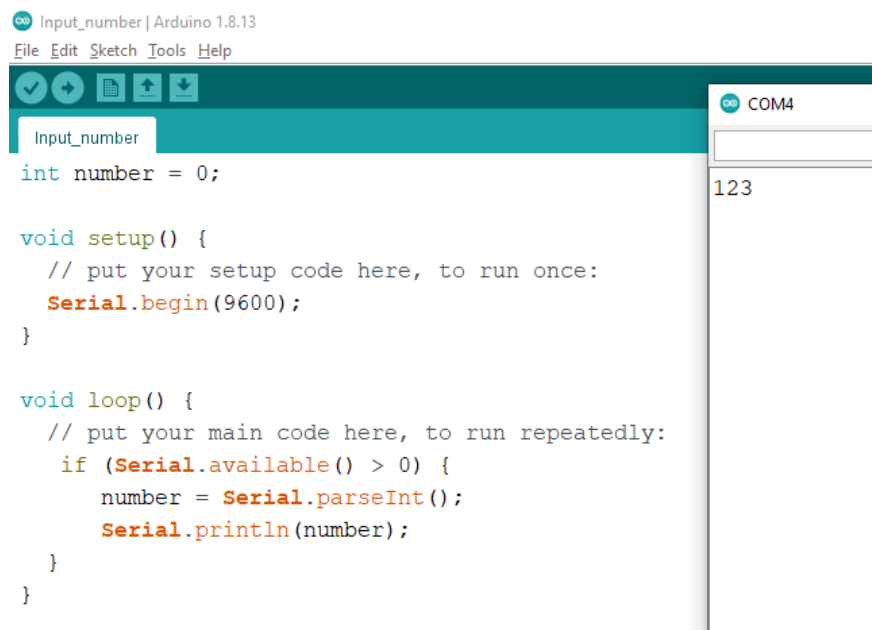 Input_number | Arduino 1.8.13
File Edit Sketch Tools Help
Input_number
int number = 0;
void setup() {
// put your setup code here, to run once:
Serial.begin(9600);
}
void loop() {
// put your main code here, to run repeatedly:
if (Serial.available() > 0) {
number = Serial.parseInt();
Serial.println(number);
}
}
COM4
123